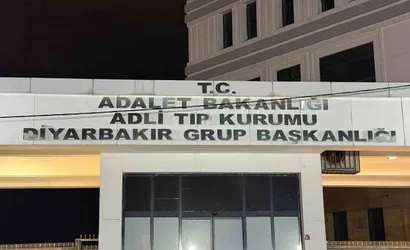 T.C.
ADALET BAKANLIĞI
ADLİ TIP KURUMU
DİYARBAKIR GRUP BAŞKANLIĞI